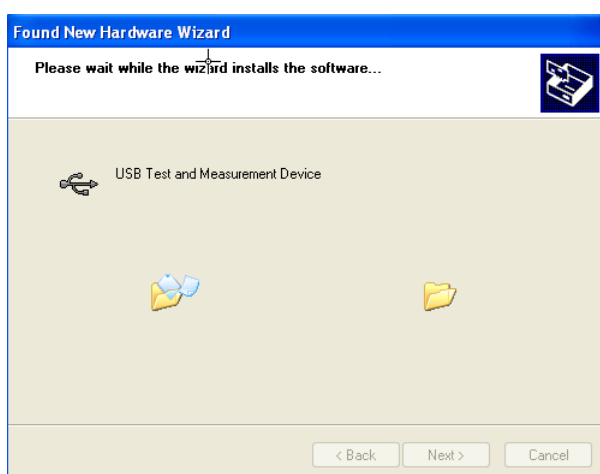 Found New Hardware Wizard
Please wait while the wizard installs the software...
USB Test and Measurement Device
< Back Next > Cancel